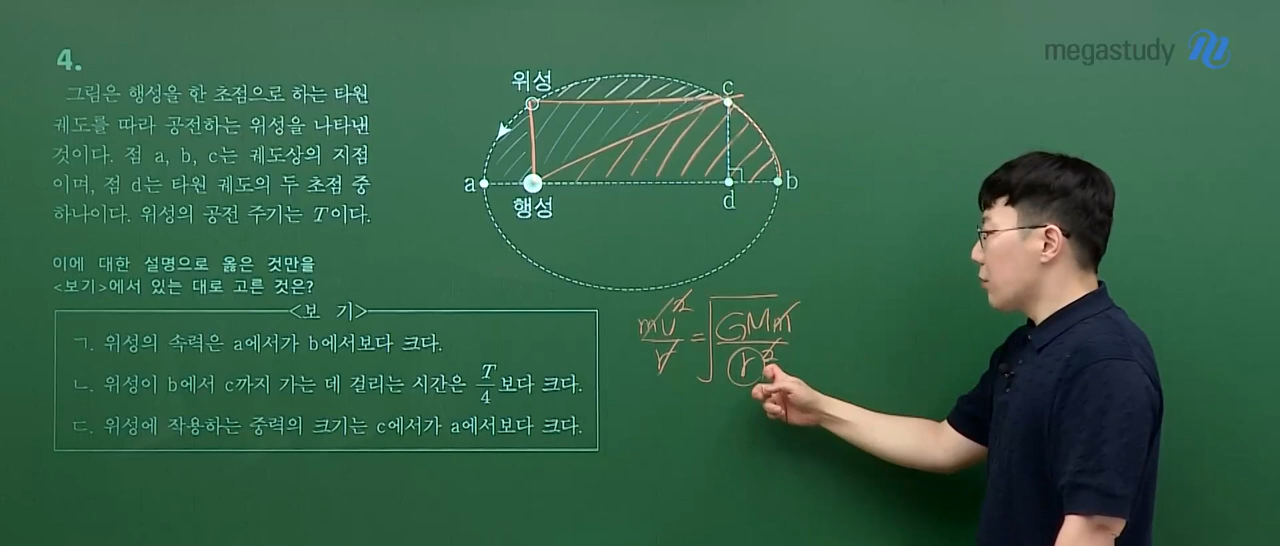 megastudy
4.
그림은 행성을 한 초점으로 하는 타원
궤도를 따라 공전하는 위성을 나타낸
것이다. 점 a, b, c는 궤도상의 지점
이며, 점 d는 타원 궤도의 두 초점 중
하나이다. 위성의 공전 주기는 T이다.
이에 대한 설명으로 옳은 것만을
<보기>에서 있는 대로 고른 것은?
<보 기>
ㄱ. 위성의 속력은 a에서가 b에서보다 크다.
ㄴ. 위성이 b에서 c까지 가는 데 걸리는 시간은 T/4보다 크다.
ㄷ. 위성에 작용하는 중력의 크기는 c에서가 a에서보다 크다.
위성
c
a
b
행성
d
mv²/r = √GMm/r²